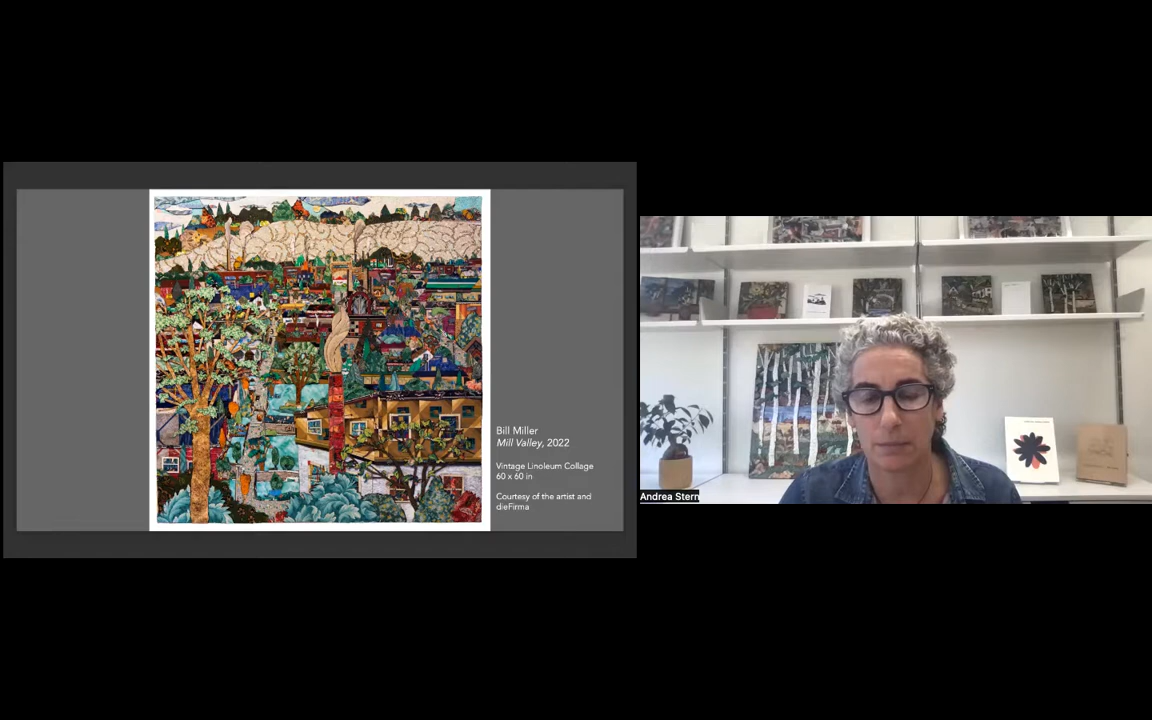 Bill Miller
Mill Valley, 2022
Vintage Linoleum Collage
60 x 60 in
Courtesy of the artist and
dieFirma
Andrea Stern